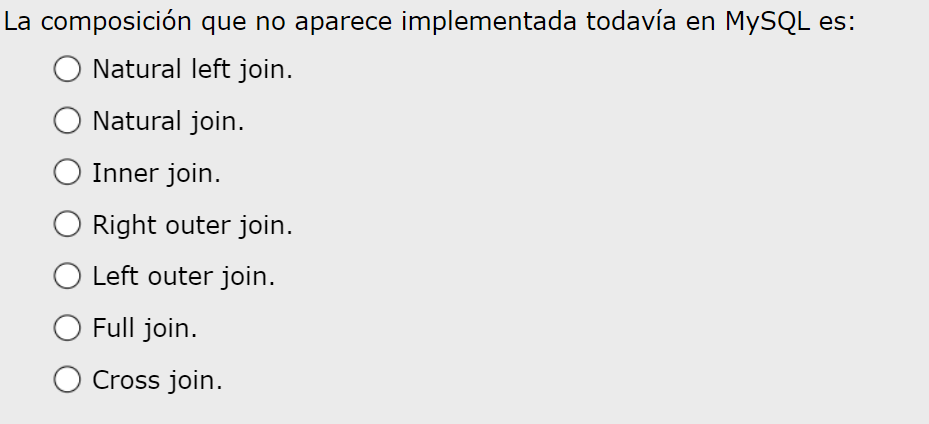 La composición que no aparece implementada todavía en MySQL es:
Natural left join.
Natural join.
Inner join.
Right outer join.
Left outer join.
Full join.
Cross join.